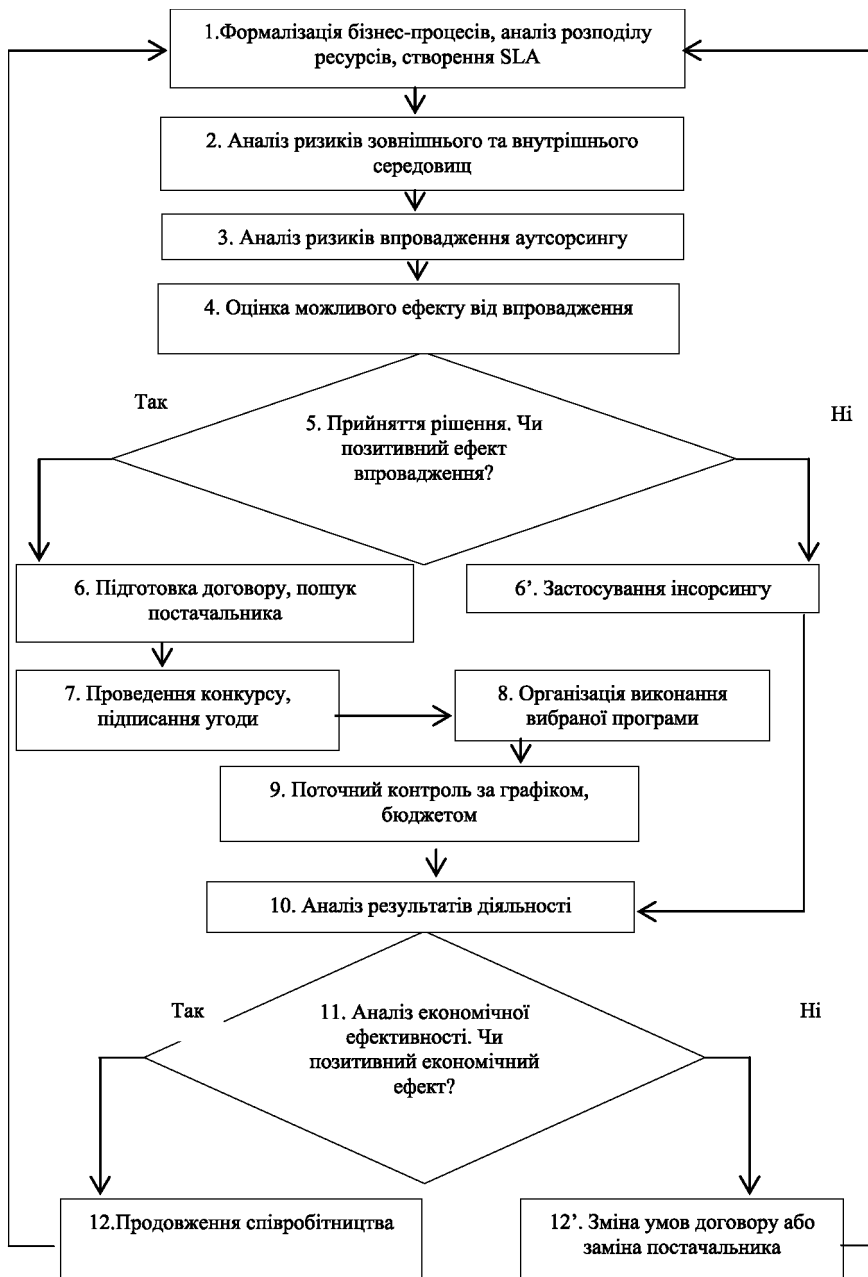 1.Формалізація бізнес-процесів, аналіз розподілу
ресурсів, створення SLA
2. Аналіз ризиків зовнішнього та внутрішнього
середовищ
3. Аналіз ризиків впровадження аутсорсингу
4. Оцінка можливого ефекту від впровадження
Так
Ні
5. Прийняття рішення. Чи
позитивний ефект
впровадження?
6. Підготовка договору, пошук
постачальника
6’. Застосування інсорсингу
7. Проведення конкурсу,
підписання угоди
8. Організація виконання
вибраної програми
9. Поточний контроль за графіком,
бюджетом
10. Аналіз результатів діяльності
Так
Ні
11. Аналіз економічної
ефективності. Чи
позитивний економічний
ефект?
12.Продовження співробітництва
12’. Зміна умов договору або
заміна постачальника